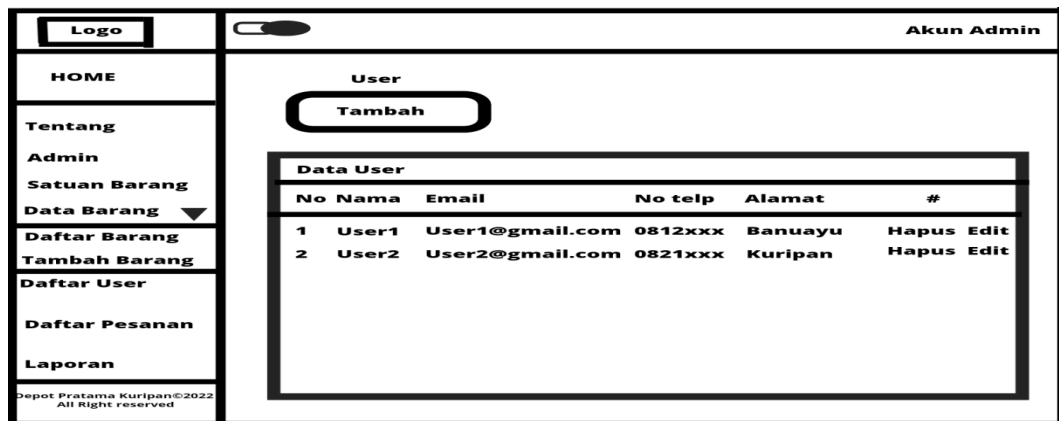 Logo
Akun Admin
HOME
Tentang
Admin
Satuan Barang
Data Barang
Daftar Barang
Tambah Barang
Daftar User
Daftar Pesanan
Laporan
Depot Pratama Kuripan©2022
All Right reserved
User
Tambah
Data User
No Nama Email No telp Alamat #
1 User1 User1@gmail.com 0812xxx Banuayu Hapus Edit
2 User2 User2@gmail.com 0821xxx Kuripan Hapus Edit